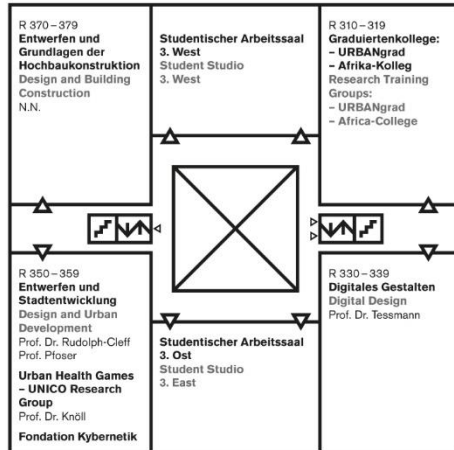 R 370–379
Entwerfen und
Grundlagen der
Hochbaukonstruktion
Design and Building
Construction
N.N.
Studentischer Arbeitssaal
3. West
Student Studio
3. West
R 310–319
Graduiertenkollege:
– URBANgrad
– Afrika-Kolleg
Research Training
Groups:
– URBANgrad
– Africa-College
R 350–359
Entwerfen und
Stadtentwicklung
Design and Urban
Development
Prof. Dr. Rudolph-Cleff
Prof. Pfoser
Urban Health Games
– UNICO Research
Group
Prof. Dr. Knöll
Fondation Kybernetik
Studentischer Arbeitssaal
3. Ost
Student Studio
3. East
R 330–339
Digitales Gestalten
Digital Design
Prof. Dr. Tessmann